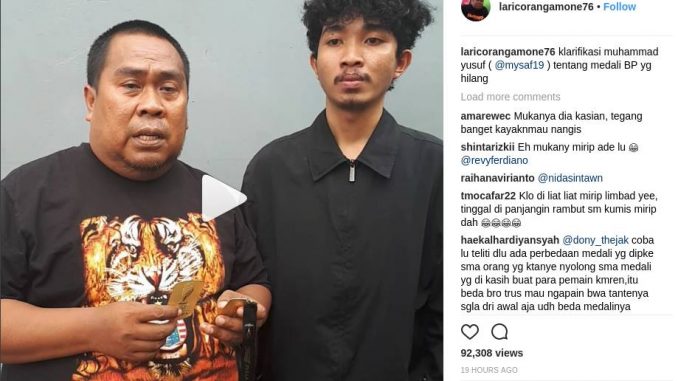 laricorangamone76 • Follow
laricorangamone76 klarifikasi muhammad
yusuf ( @mysaf19 ) tentang medali BP yg
hilang
Load more comments
amarewec Mukanya dia kasian, tegang
banget kayaknmau nangis
shintarizkii Eh mukany mirip ade lu 😂
@revyferdiano
raihanavirianto @nidasintawn
tmocafar22 Klo di liat liat mirip limbad yee,
tinggal di panjangin rambut sm kumis mirip
dah 😂😂😂😂
haekalhardiyansyah @dony_thejak coba
lu teliti dlu ada perbedaan medali yg dipke
sma orang yg ktanye nyolong sma medali
yg di kasih buat para pemain kmren,itu
beda bro trus mau ngapain bwa tantenya
sgla dri awal aja udh beda medalinya
92,308 views
19 HOURS AGO